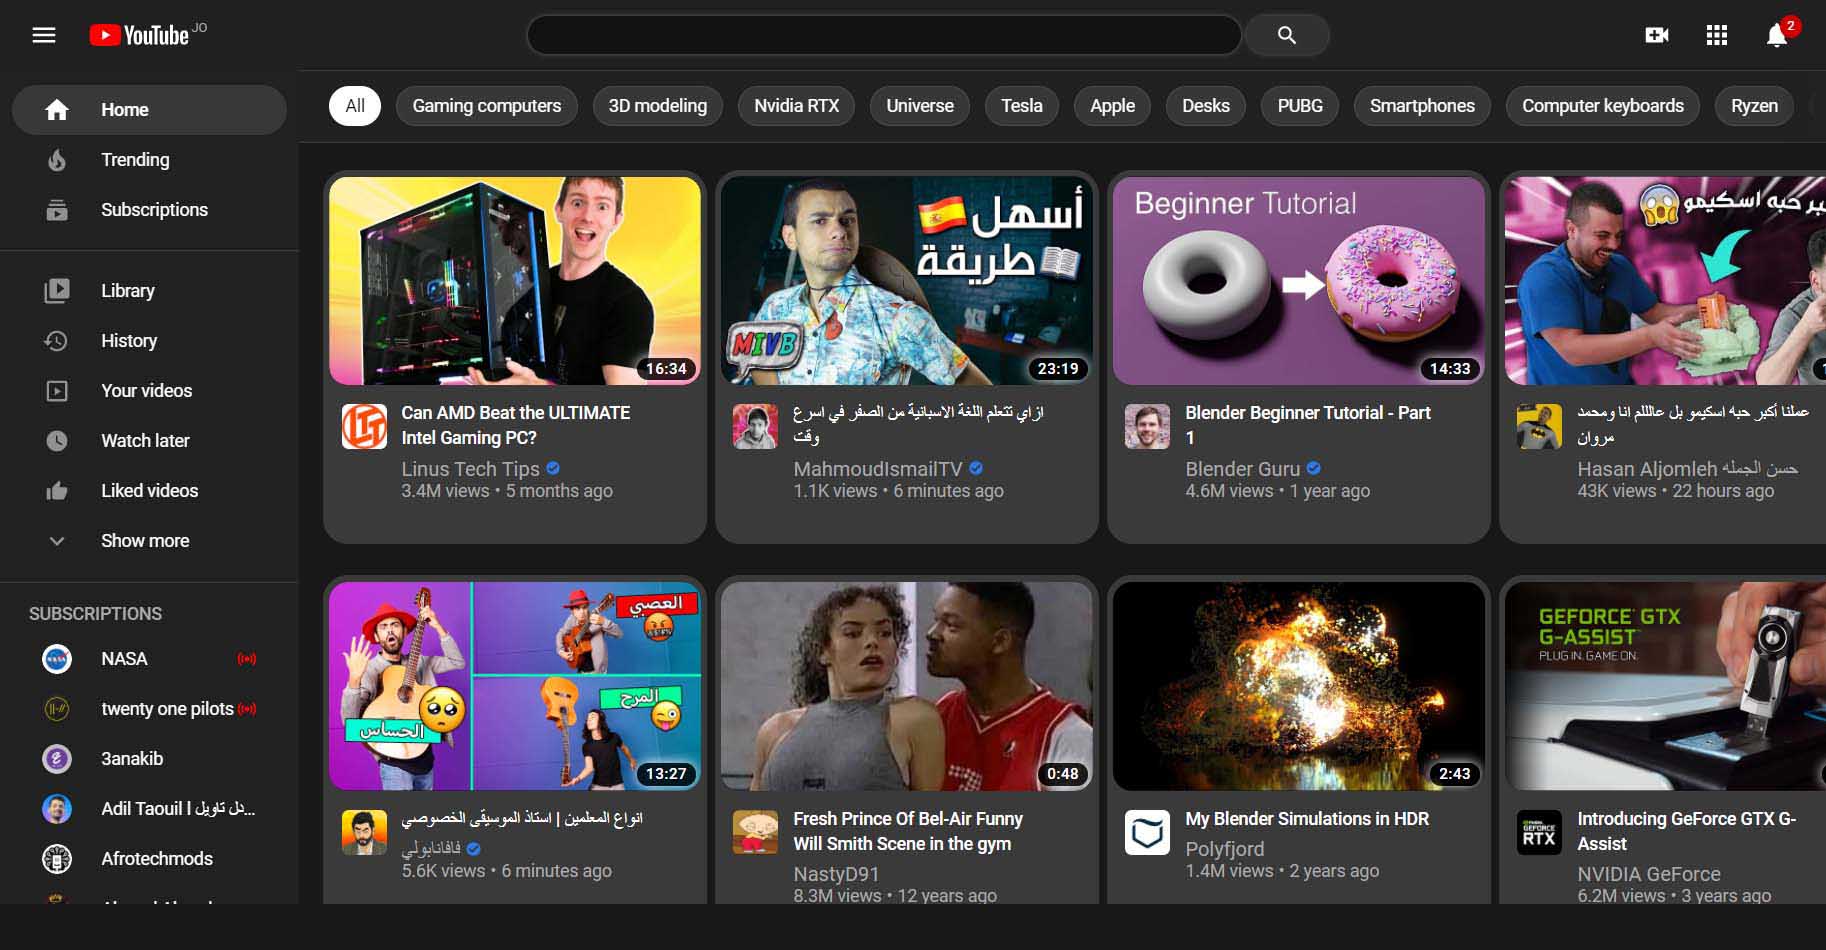 YouTube JO
2
Home
Trending
Subscriptions
Library
History
Your videos
Watch later
Liked videos
Show more
SUBSCRIPTIONS
NASA
twenty one pilots
3anakib
Adil Taouil l دل تاويل...
Afrotechmods
All
Gaming computers
3D modeling
Nvidia RTX
Universe
Tesla
Apple
Desks
PUBG
Smartphones
Computer keyboards
Ryzen
16:34
Can AMD Beat the ULTIMATE
Intel Gaming PC?
Linus Tech Tips
3.4M views • 5 months ago
أسهل
طريقة
MIVB
23:19
ازاي تتعلم اللغة الاسبانية من الصفر في اسرع
وقت
MahmoudIsmailTV
1.1K views • 6 minutes ago
Beginner Tutorial
14:33
Blender Beginner Tutorial - Part
1
Blender Guru
4.6M views • 1 year ago
بر حبه اسكيمو
عملنا أكبر حبه اسكيمو بل عاللللم انا ومحمد
مروان
Hasan Aljomleh حسن الجمله
43K views • 22 hours ago
العصبي
المرح
الحساس
13:27
انواع المعلمين | استاذ الموسيقى الخصوصي
فافانابولي
5.6K views • 6 minutes ago
0:48
Fresh Prince Of Bel-Air Funny
Will Smith Scene in the gym
NastyD91
8.3M views • 12 years ago
2:43
My Blender Simulations in HDR
Polyfjord
1.4M views • 2 years ago
GEFORCE GTX
G-ASSIST
PLUG IN. GAME ON.
GEFORCE
RTX
Introducing GeForce GTX G-
Assist
NVIDIA GeForce
6.2M views • 3 years ago